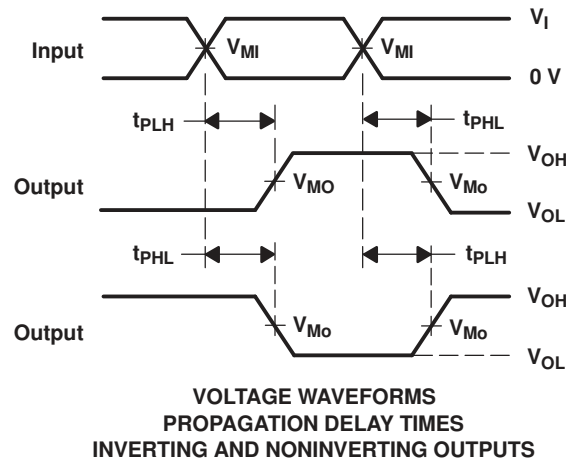 V_I
Input
V_MI
V_MI
0 V
t_PLH
t_PHL
V_OH
Output
V_MO
V_Mo
V_OL
t_PHL
t_PLH
V_OH
Output
V_Mo
V_Mo
V_OL
VOLTAGE WAVEFORMS
PROPAGATION DELAY TIMES
INVERTING AND NONINVERTING OUTPUTS